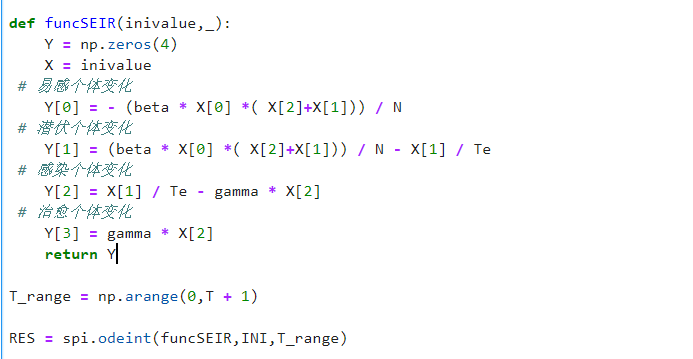 def funcSEIR(inivalue,_):
    Y = np.zeros(4)
    X = inivalue
 # 易感个体变化
    Y[0] = - (beta * X[0] *( X[2]+X[1])) / N
 # 潜伏个体变化
    Y[1] = (beta * X[0] *( X[2]+X[1])) / N - X[1] / Te
 # 感染个体变化
    Y[2] = X[1] / Te - gamma * X[2]
 # 治愈个体变化
    Y[3] = gamma * X[2]
    return Y
T_range = np.arange(0,T + 1)
RES = spi.odeint(funcSEIR,INI,T_range)